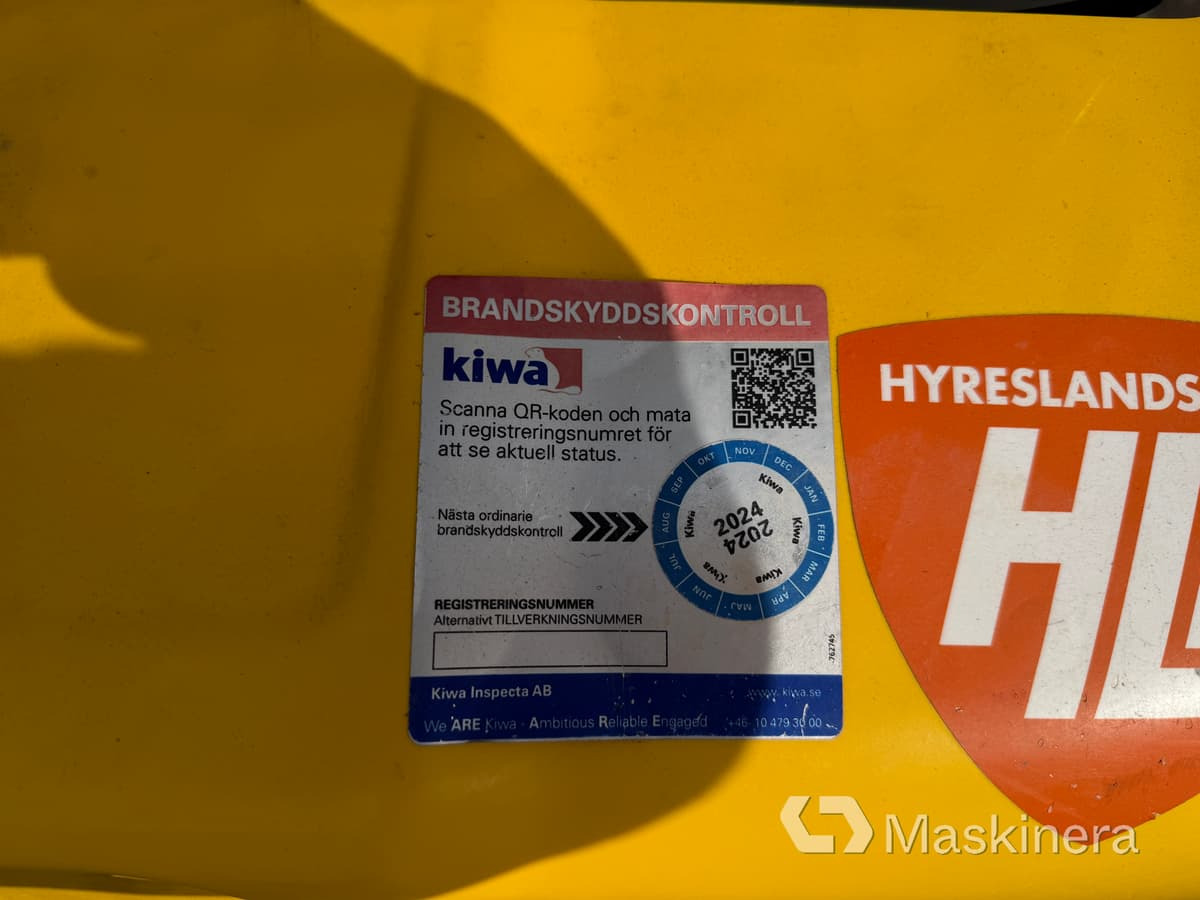 BRANDSKYDDSKONTROLL
kiwa
Scanna QR-koden och mata
in registreringsnumret för
att se aktuell status.
Nästa ordinarie
brandskyddskontroll
JAN
FEB
MAR
APR
MAJ
JUN
JUL
AUG
SEP
OKT
NOV
DEC
Kiwa
Kiwa
Kiwa
Kiwa
Kiwa
2024
2024
REGISTRERINGSNUMMER
Alternativt TILLVERKNINGSNUMMER
762745
Kiwa Inspecta AB
www.kiwa.se
We ARE Kiwa - Ambitious Reliable Engaged
+46- 10 479 30 00
HYRESLANDS
HL
Maskinera